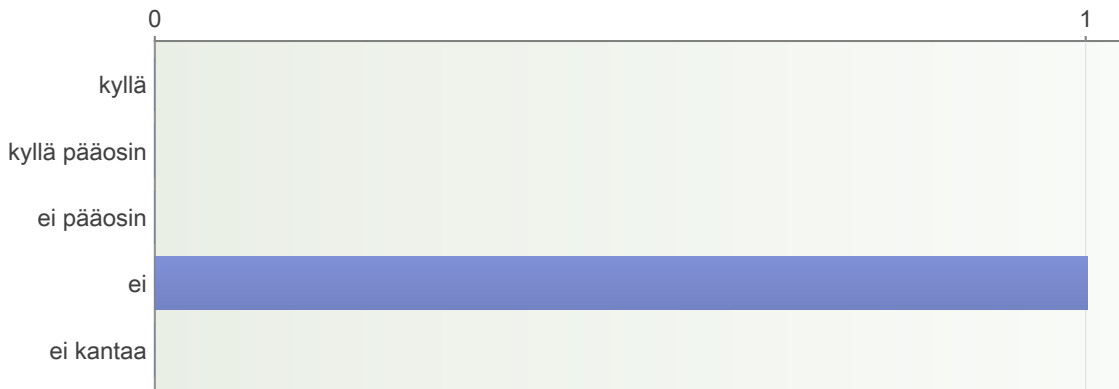 0 1
kyllä
kyllä pääosin
ei pääosin
ei
ei kantaa